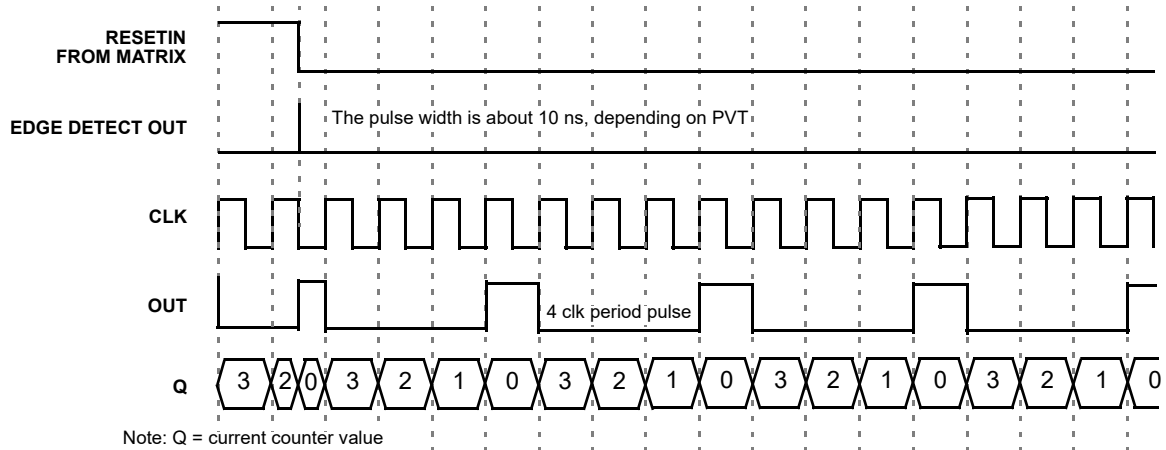 RESETIN
FROM MATRIX
EDGE DETECT OUT
The pulse width is about 10 ns, depending on PVT
CLK
OUT
4 clk period pulse
Q
3 2 0 3 2 1 0 3 2 1 0 3 2 1 0 3 2 1 0
Note: Q = current counter value